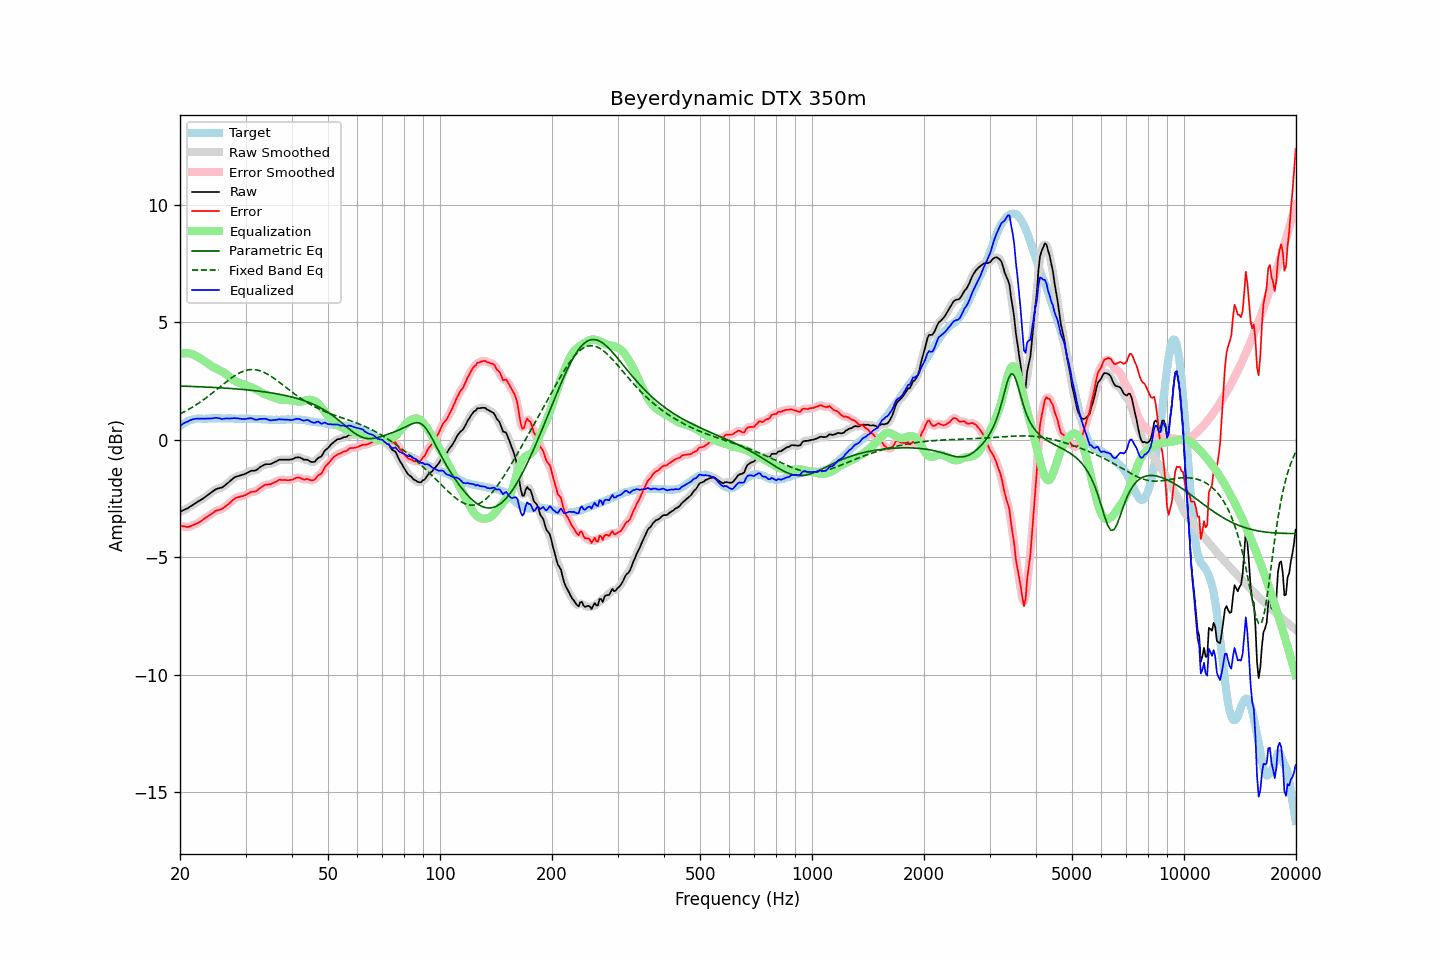 Beyerdynamic DTX 350m
Target
Raw Smoothed
Error Smoothed
Raw
Error
Equalization
Parametric Eq
Fixed Band Eq
Equalized
Amplitude (dBr)
10
5
0
−5
−10
−15
20 50 100 200 500 1000 2000 5000 10000 20000
Frequency (Hz)